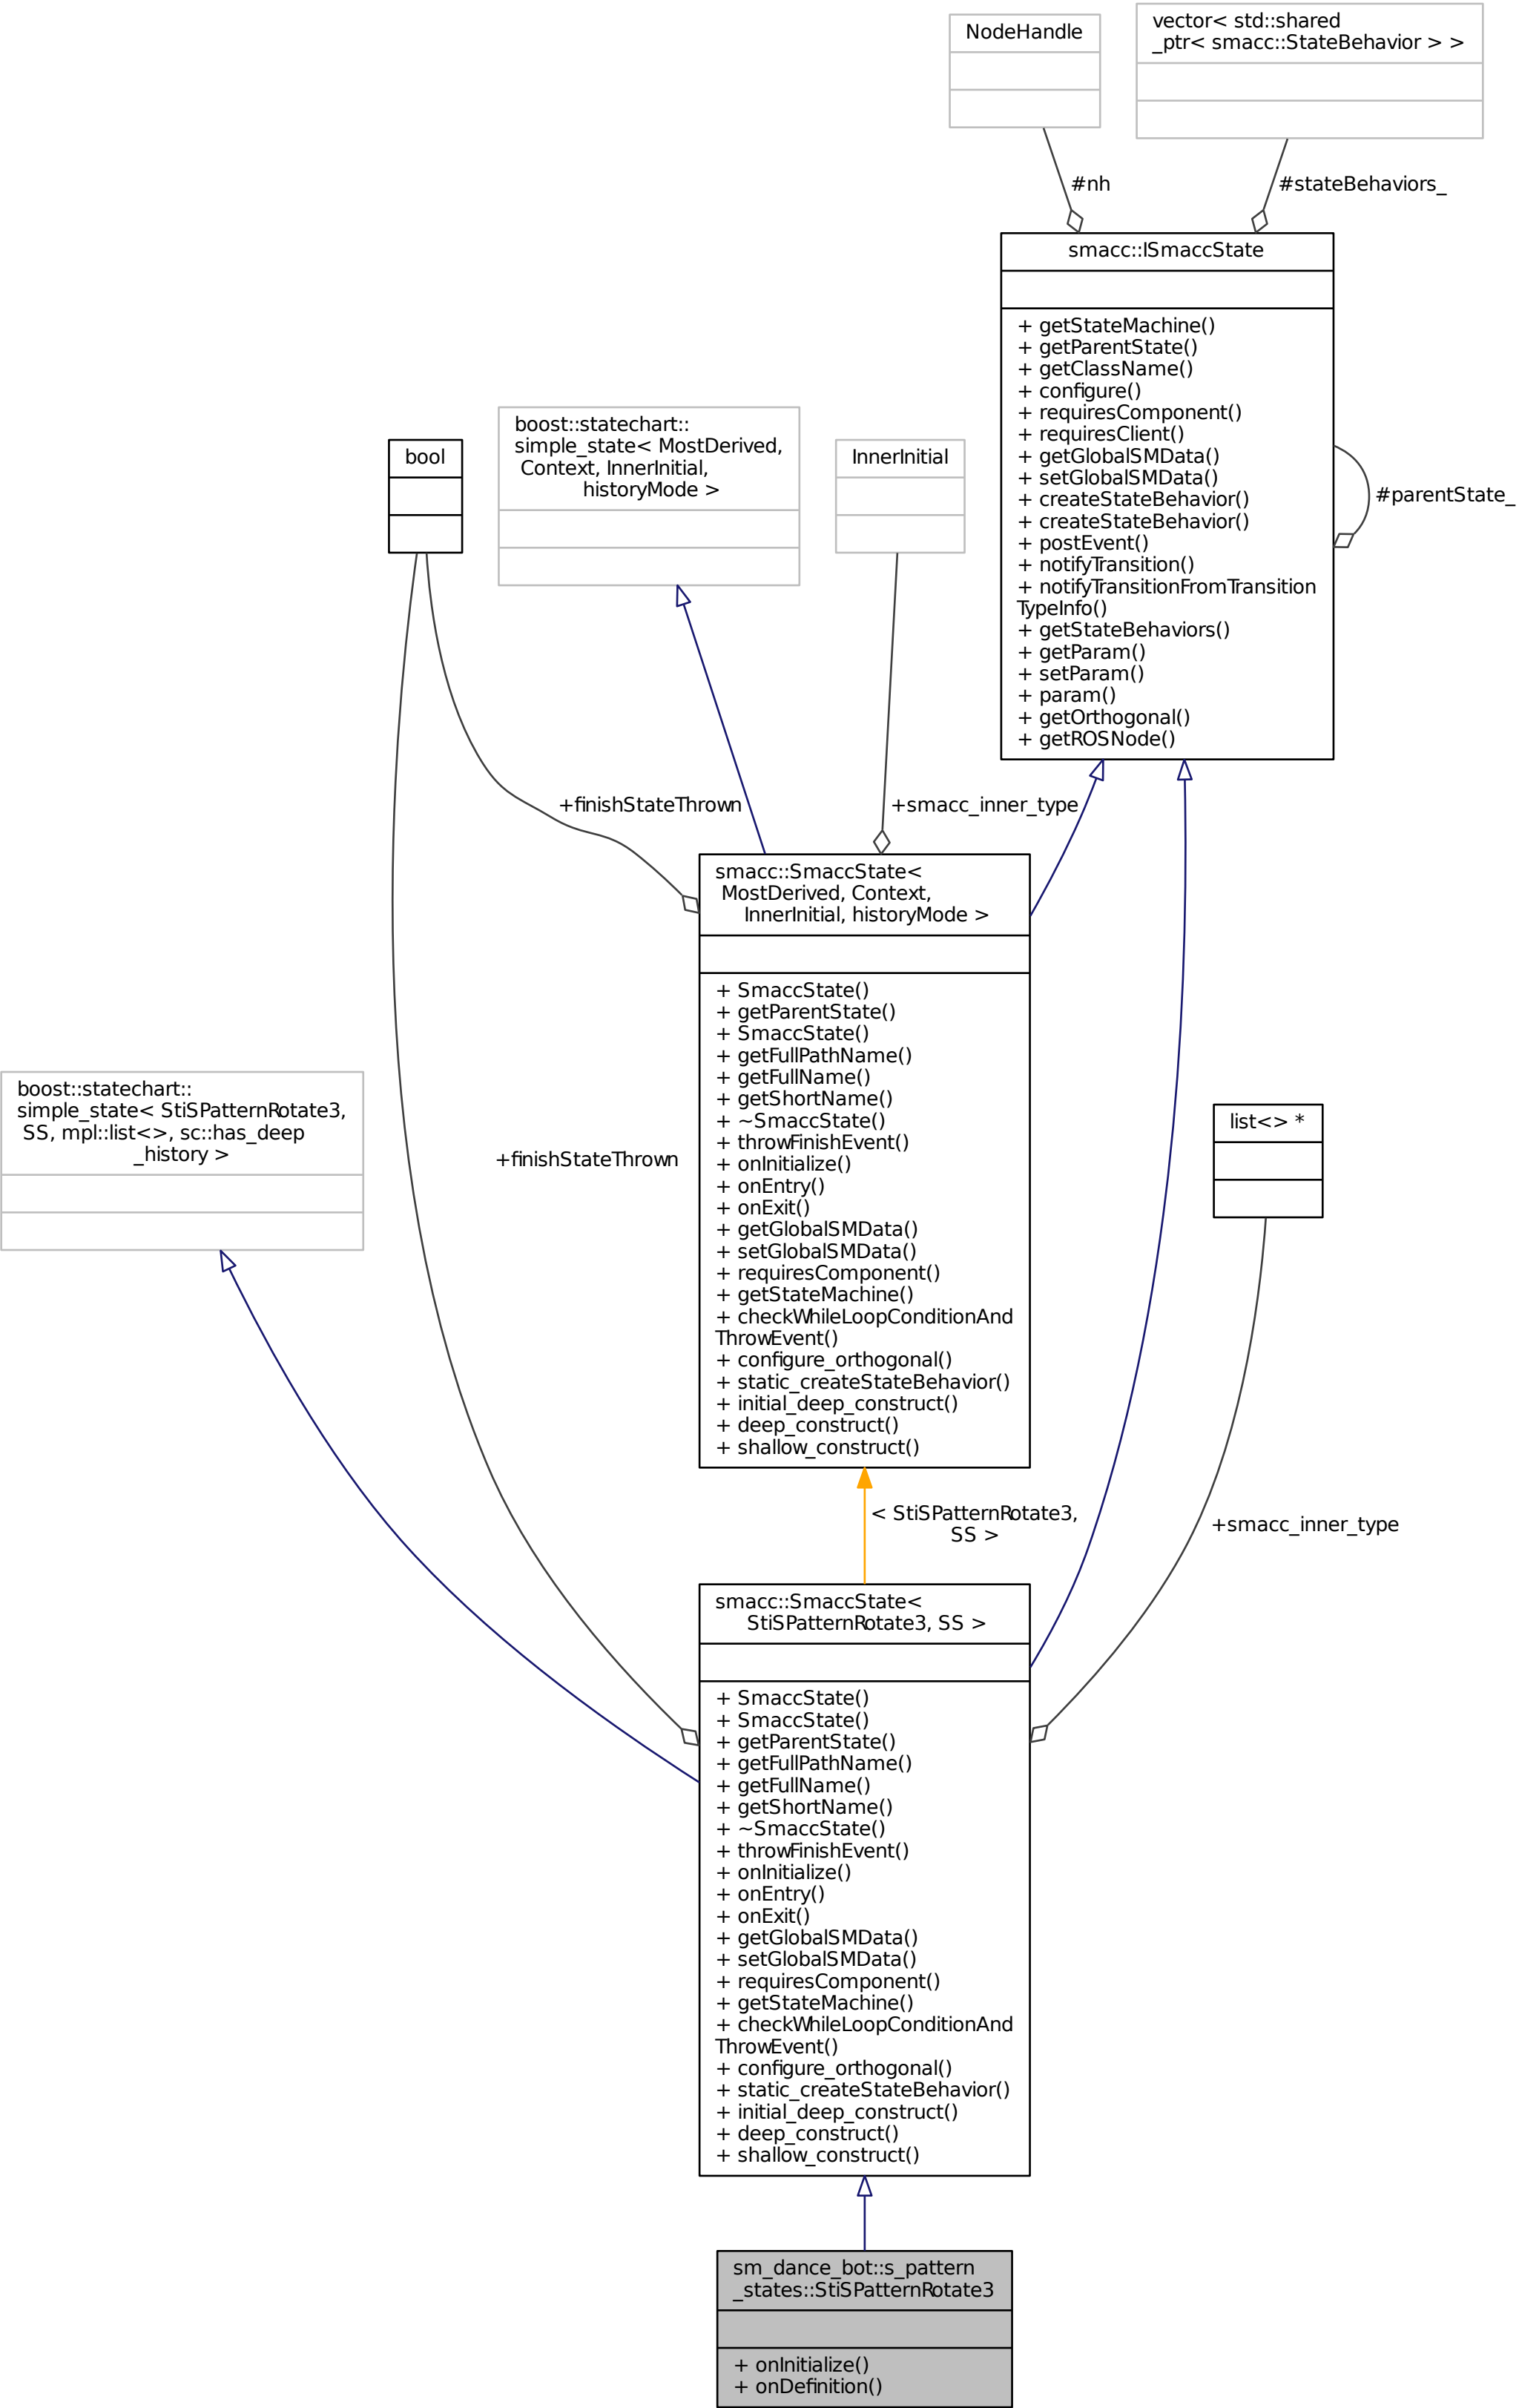 NodeHandle
vector< std::shared
_ptr< smacc::StateBehavior > >
#nh
#stateBehaviors_
smacc::ISmaccState
+ getStateMachine()
+ getParentState()
+ getClassName()
+ configure()
+ requiresComponent()
+ requiresClient()
+ getGlobalSMData()
+ setGlobalSMData()
+ createStateBehavior()
+ createStateBehavior()
+ postEvent()
+ notifyTransition()
+ notifyTransitionFromTransition
TypeInfo()
+ getStateBehaviors()
+ getParam()
+ setParam()
+ param()
+ getOrthogonal()
+ getROSNode()
#parentState_
bool
boost::statechart::
simple_state< MostDerived,
Context, InnerInitial,
historyMode >
InnerInitial
+finishStateThrown
+smacc_inner_type
smacc::SmaccState<
MostDerived, Context,
InnerInitial, historyMode >
+ SmaccState()
+ getParentState()
+ SmaccState()
+ getFullPathName()
+ getFullName()
+ getShortName()
+ ~SmaccState()
+ throwFinishEvent()
+ onInitialize()
+ onEntry()
+ onExit()
+ getGlobalSMData()
+ setGlobalSMData()
+ requiresComponent()
+ getStateMachine()
+ checkWhileLoopConditionAnd
ThrowEvent()
+ configure_orthogonal()
+ static_createStateBehavior()
+ initial_deep_construct()
+ deep_construct()
+ shallow_construct()
boost::statechart::
simple_state< StiSPatternRotate3,
SS, mpl::list<>, sc::has_deep
_history >
+finishStateThrown
list<> *
< StiSPatternRotate3,
SS >
+smacc_inner_type
smacc::SmaccState<
StiSPatternRotate3, SS >
+ SmaccState()
+ SmaccState()
+ getParentState()
+ getFullPathName()
+ getFullName()
+ getShortName()
+ ~SmaccState()
+ throwFinishEvent()
+ onInitialize()
+ onEntry()
+ onExit()
+ getGlobalSMData()
+ setGlobalSMData()
+ requiresComponent()
+ getStateMachine()
+ checkWhileLoopConditionAnd
ThrowEvent()
+ configure_orthogonal()
+ static_createStateBehavior()
+ initial_deep_construct()
+ deep_construct()
+ shallow_construct()
sm_dance_bot::s_pattern
_states::StiSPatternRotate3
+ onInitialize()
+ onDefinition()